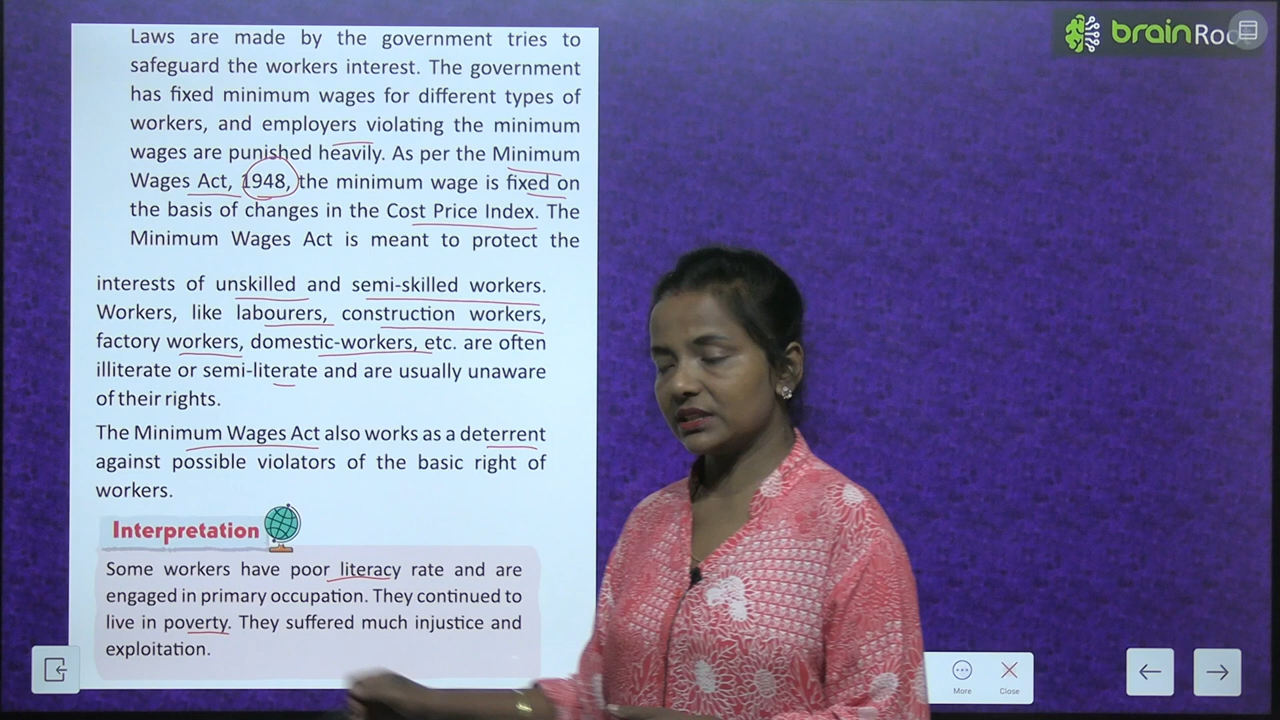 Laws are made by the government tries to
safeguard the workers interest. The government
has fixed minimum wages for different types of
workers, and employers violating the minimum
wages are punished heavily. As per the Minimum
Wages Act, 1948, the minimum wage is fixed on
the basis of changes in the Cost Price Index. The
Minimum Wages Act is meant to protect the
interests of unskilled and semi-skilled workers.
Workers, like labourers, construction workers,
factory workers, domestic-workers, etc. are often
illiterate or semi-literate and are usually unaware
of their rights.
The Minimum Wages Act also works as a deterrent
against possible violators of the basic right of
workers.
Interpretation
Some workers have poor literacy rate and are
engaged in primary occupation. They continued to
live in poverty. They suffered much injustice and
exploitation.
brain
More
Close